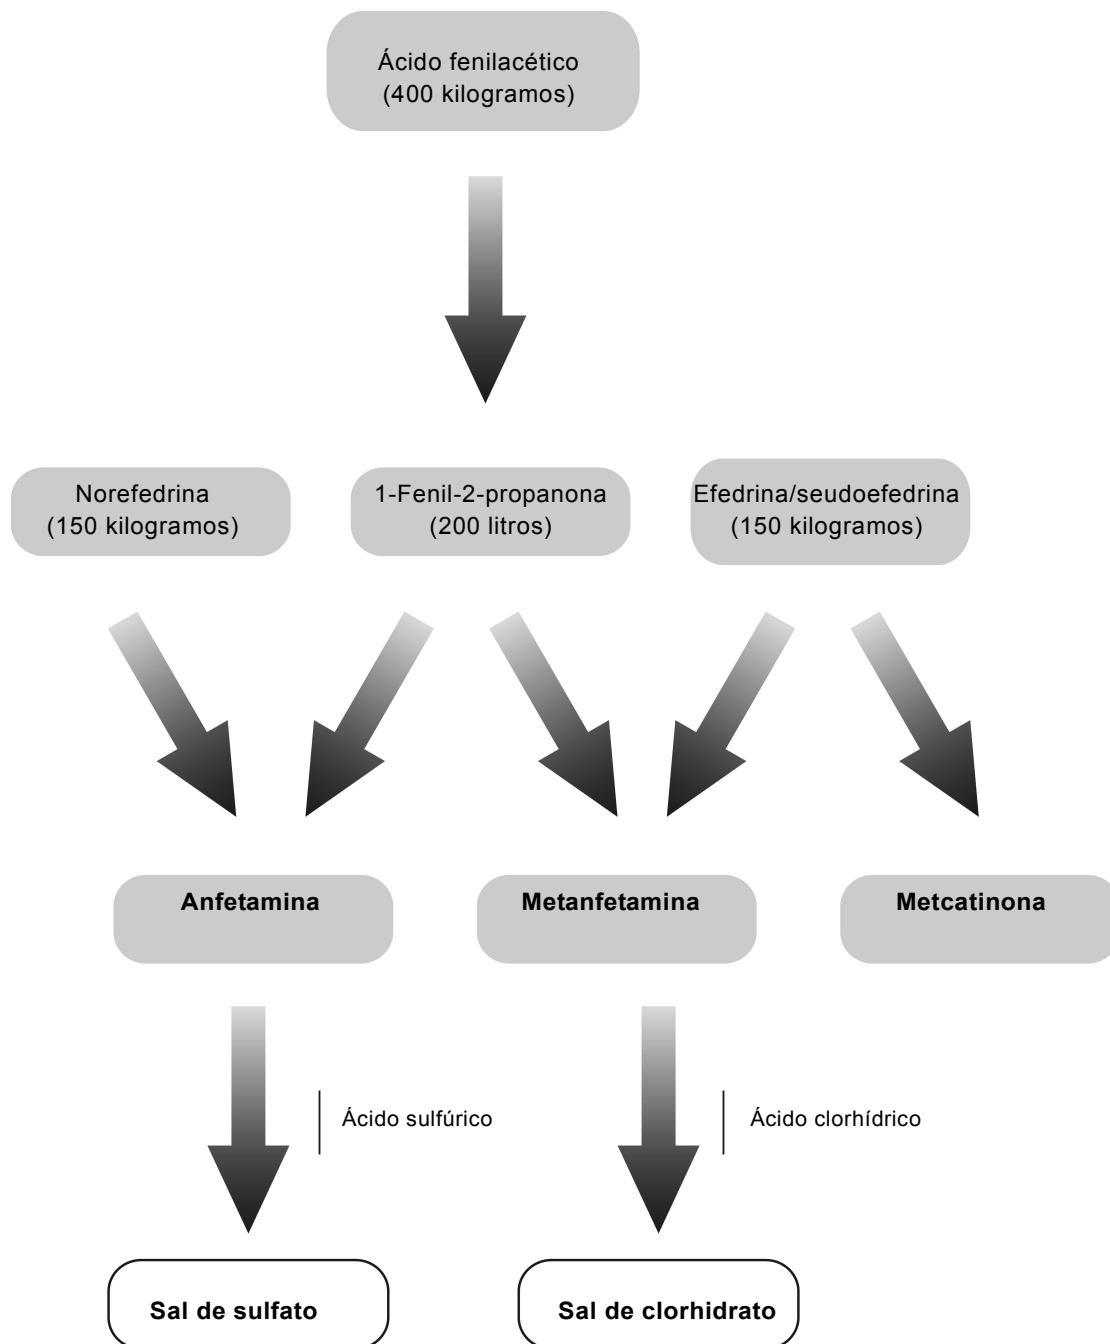 Ácido fenilacético
(400 kilogramos)
Norefedrina
(150 kilogramos)
1-Fenil-2-propanona
(200 litros)
Efedrina/seudoefedrina
(150 kilogramos)
Anfetamina
Metanfetamina
Metcatinona
Ácido sulfúrico
Ácido clorhídrico
Sal de sulfato
Sal de clorhidrato